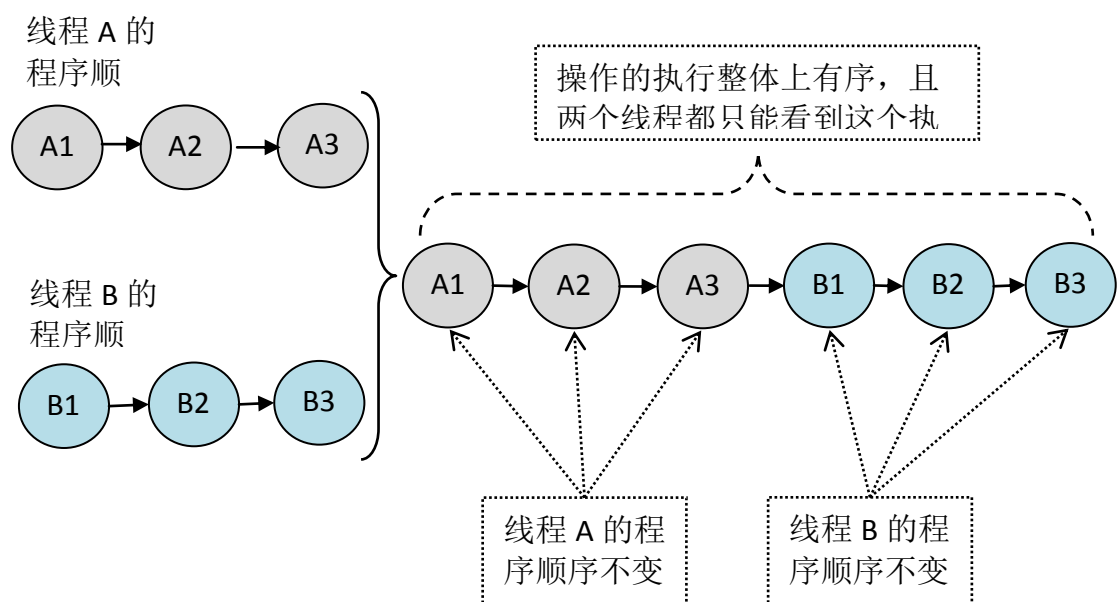 线程 A 的
程序顺
A1
A2
A3
操作的执行整体上有序，且
两个线程都只能看到这个执
A1
A2
A3
B1
B2
B3
线程 B 的
程序顺
B1
B2
B3
线程 A 的程
序顺序不变
线程 B 的程
序顺序不变